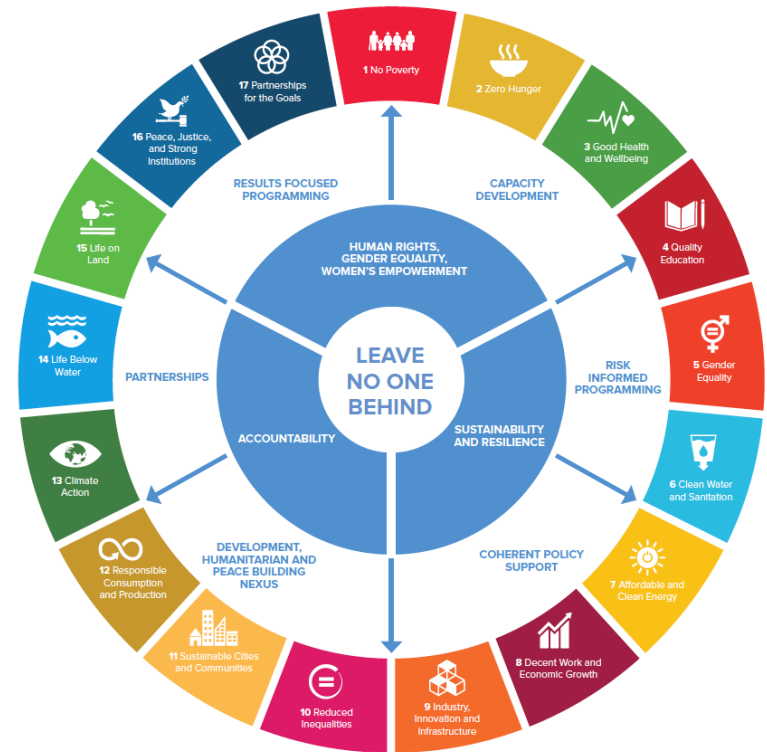 1 No Poverty
2 Zero Hunger
3 Good Health
and Wellbeing
4 Quality
Education
5 Gender
Equality
6 Clean Water
and Sanitation
7 Affordable and
Clean Energy
8 Decent Work and
Economic Growth
9 Industry,
Innovation and
Infrastructure
10 Reduced
Inequalities
11 Sustainable Cities
and Communities
12 Responsible
Consumption
and Production
13 Climate
Action
14 Life Below
Water
15 Life on
Land
16 Peace, Justice,
and Strong
Institutions
17 Partnerships
for the Goals
RESULTS FOCUSED
PROGRAMMING
CAPACITY
DEVELOPMENT
RISK
INFORMED
PROGRAMMING
COHERENT POLICY
SUPPORT
DEVELOPMENT,
HUMANITARIAN AND
PEACE BUILDING
NEXUS
PARTNERSHIPS
HUMAN RIGHTS,
GENDER EQUALITY,
WOMEN'S EMPOWERMENT
SUSTAINABILITY
AND RESILIENCE
ACCOUNTABILITY
LEAVE
NO ONE
BEHIND